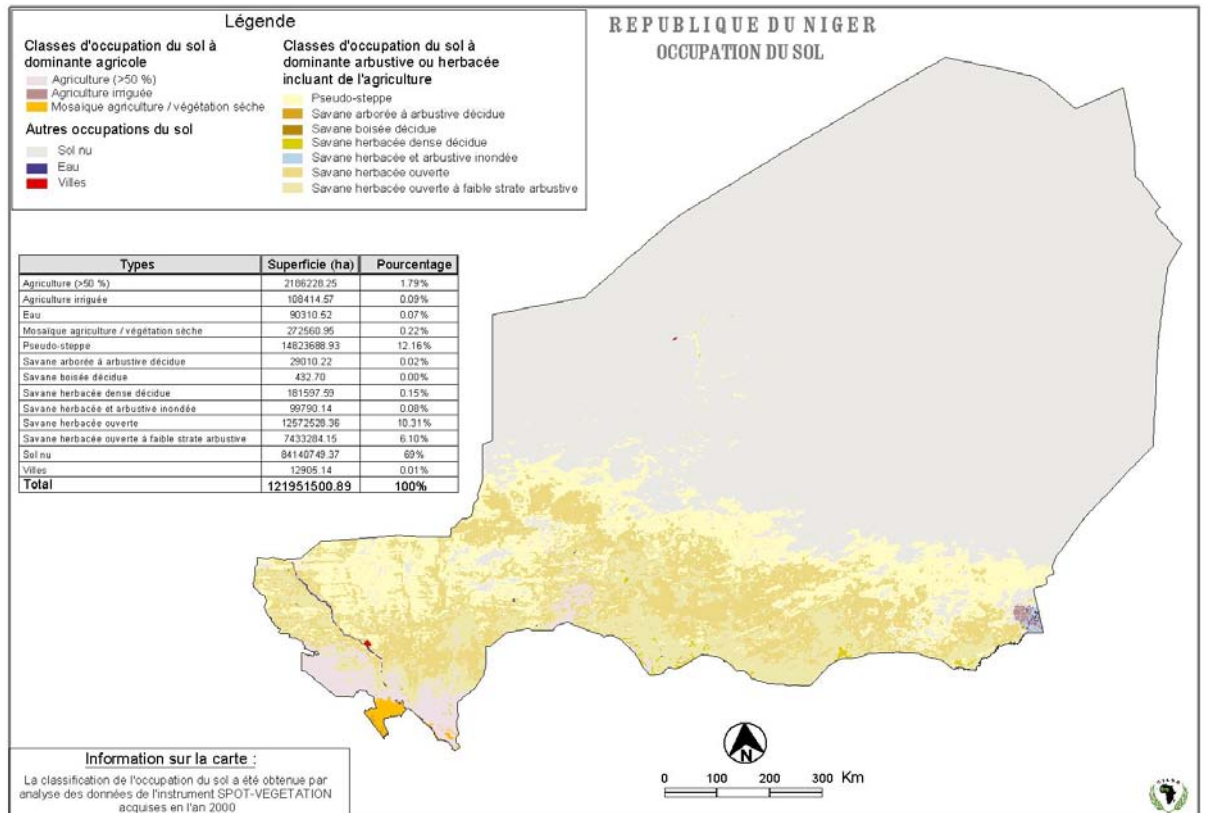 Légende
Classes d'occupation du sol à
dominante agricole
Agriculture (>50 %)
Agriculture irriguée
Mosaïque agriculture / végétation sèche
Autres occupations du sol
Sol nu
Eau
Villes
Classes d'occupation du sol à
dominante arbustive ou herbacée
incluant de l'agriculture
Pseudo-steppe
Savane arborée à arbustive décidue
Savane boisée décidue
Savane herbacée dense décidue
Savane herbacée et arbustive inondée
Savane herbacée ouverte
Savane herbacée ouverte à faible strate arbustive
REPUBLIQUE DU NIGER
OCCUPATION DU SOL
Types Superficie (ha) Pourcentage
Agriculture (>50 %) 2186228.25 1.79%
Agriculture irriguée 108414.57 0.09%
Eau 90310.52 0.07%
Mosaïque agriculture / végétation sèche 272560.95 0.22%
Pseudo-steppe 14823688.93 12.16%
Savane arborée à arbustive décidue 29010.22 0.02%
Savane boisée décidue 432.70 0.00%
Savane herbacée dense décidue 181597.59 0.15%
Savane herbacée et arbustive inondée 99790.14 0.08%
Savane herbacée ouverte 12572528.36 10.31%
Savane herbacée ouverte à faible strate arbustive 7433284.15 6.10%
Sol nu 84140749.37 69%
Villes 12905.14 0.01%
Total 121951500.89 100%
N
0 100 200 300 Km
Information sur la carte :
La classification de l'occupation du sol a été obtenue par
analyse des données de l'instrument SPOT-VEGETATION
acquises en l'an 2000